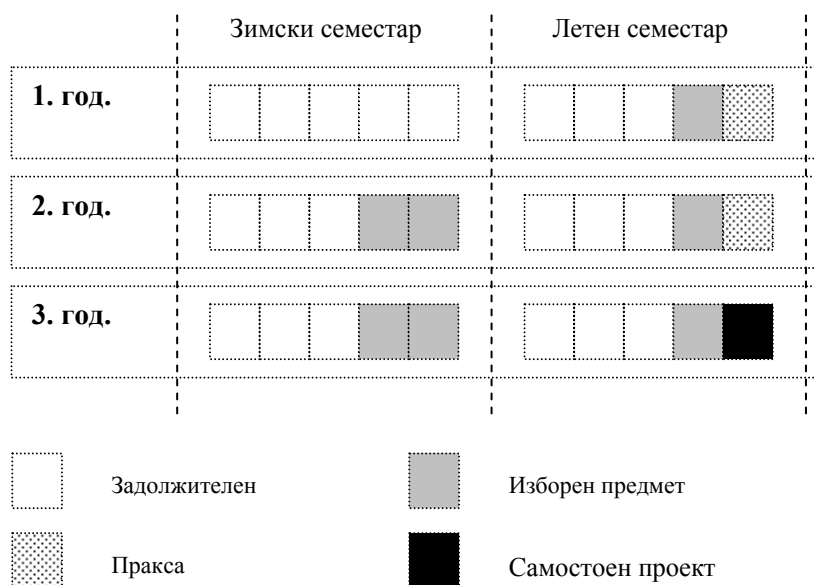 Зимски семестар Летен семестар
1. год.
2. год.
3. год.
Задолжителен Изборен предмет
Пракса Самостоен проект